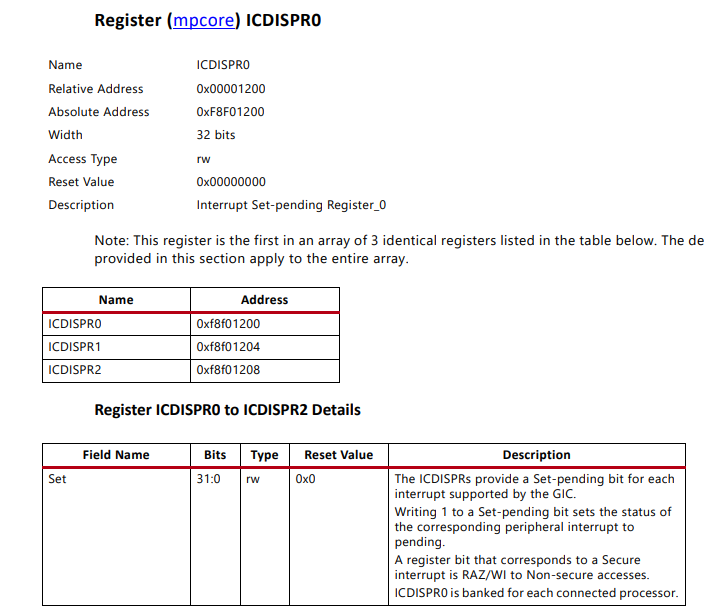 Register (mpcore) ICDISPR0
Name ICDISPR0
Relative Address 0x00001200
Absolute Address 0xF8F01200
Width 32 bits
Access Type rw
Reset Value 0x00000000
Description Interrupt Set-pending Register_0
Note: This register is the first in an array of 3 identical registers listed in the table below. The de
provided in this section apply to the entire array.
Name Address
ICDISPR0 0xf8f01200
ICDISPR1 0xf8f01204
ICDISPR2 0xf8f01208
Register ICDISPR0 to ICDISPR2 Details
Field Name Bits Type Reset Value Description
Set 31:0 rw 0x0 The ICDISPRs provide a Set-pending bit for each
interrupt supported by the GIC.
Writing 1 to a Set-pending bit sets the status of
the corresponding peripheral interrupt to
pending.
A register bit that corresponds to a Secure
interrupt is RAZ/WI to Non-secure accesses.
ICDISPR0 is banked for each connected processor.